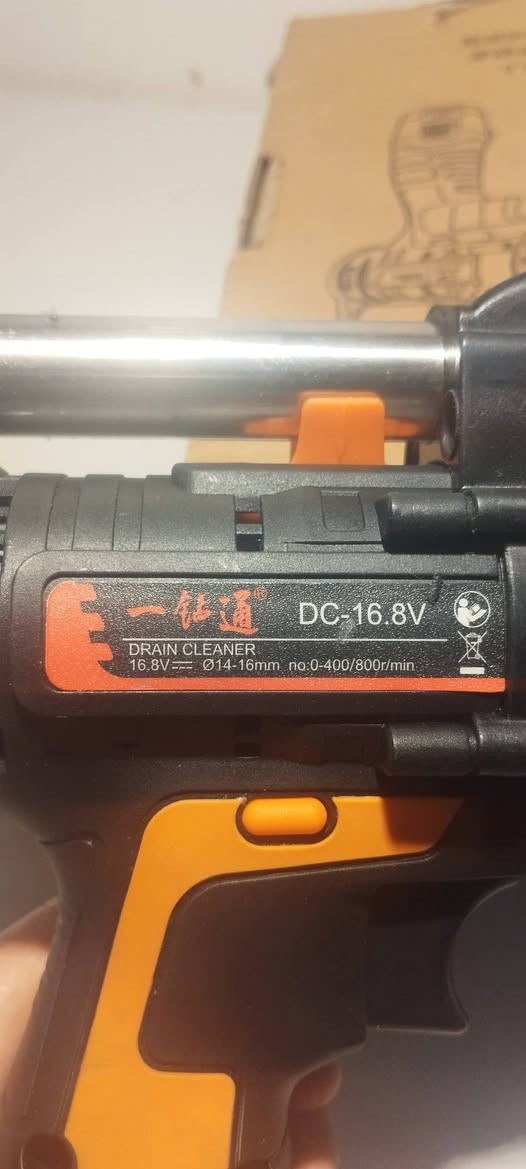 一钻通®
DC-16.8V
DRAIN CLEANER
16.8V⎓ Ø14-16mm no:0-400/800r/min